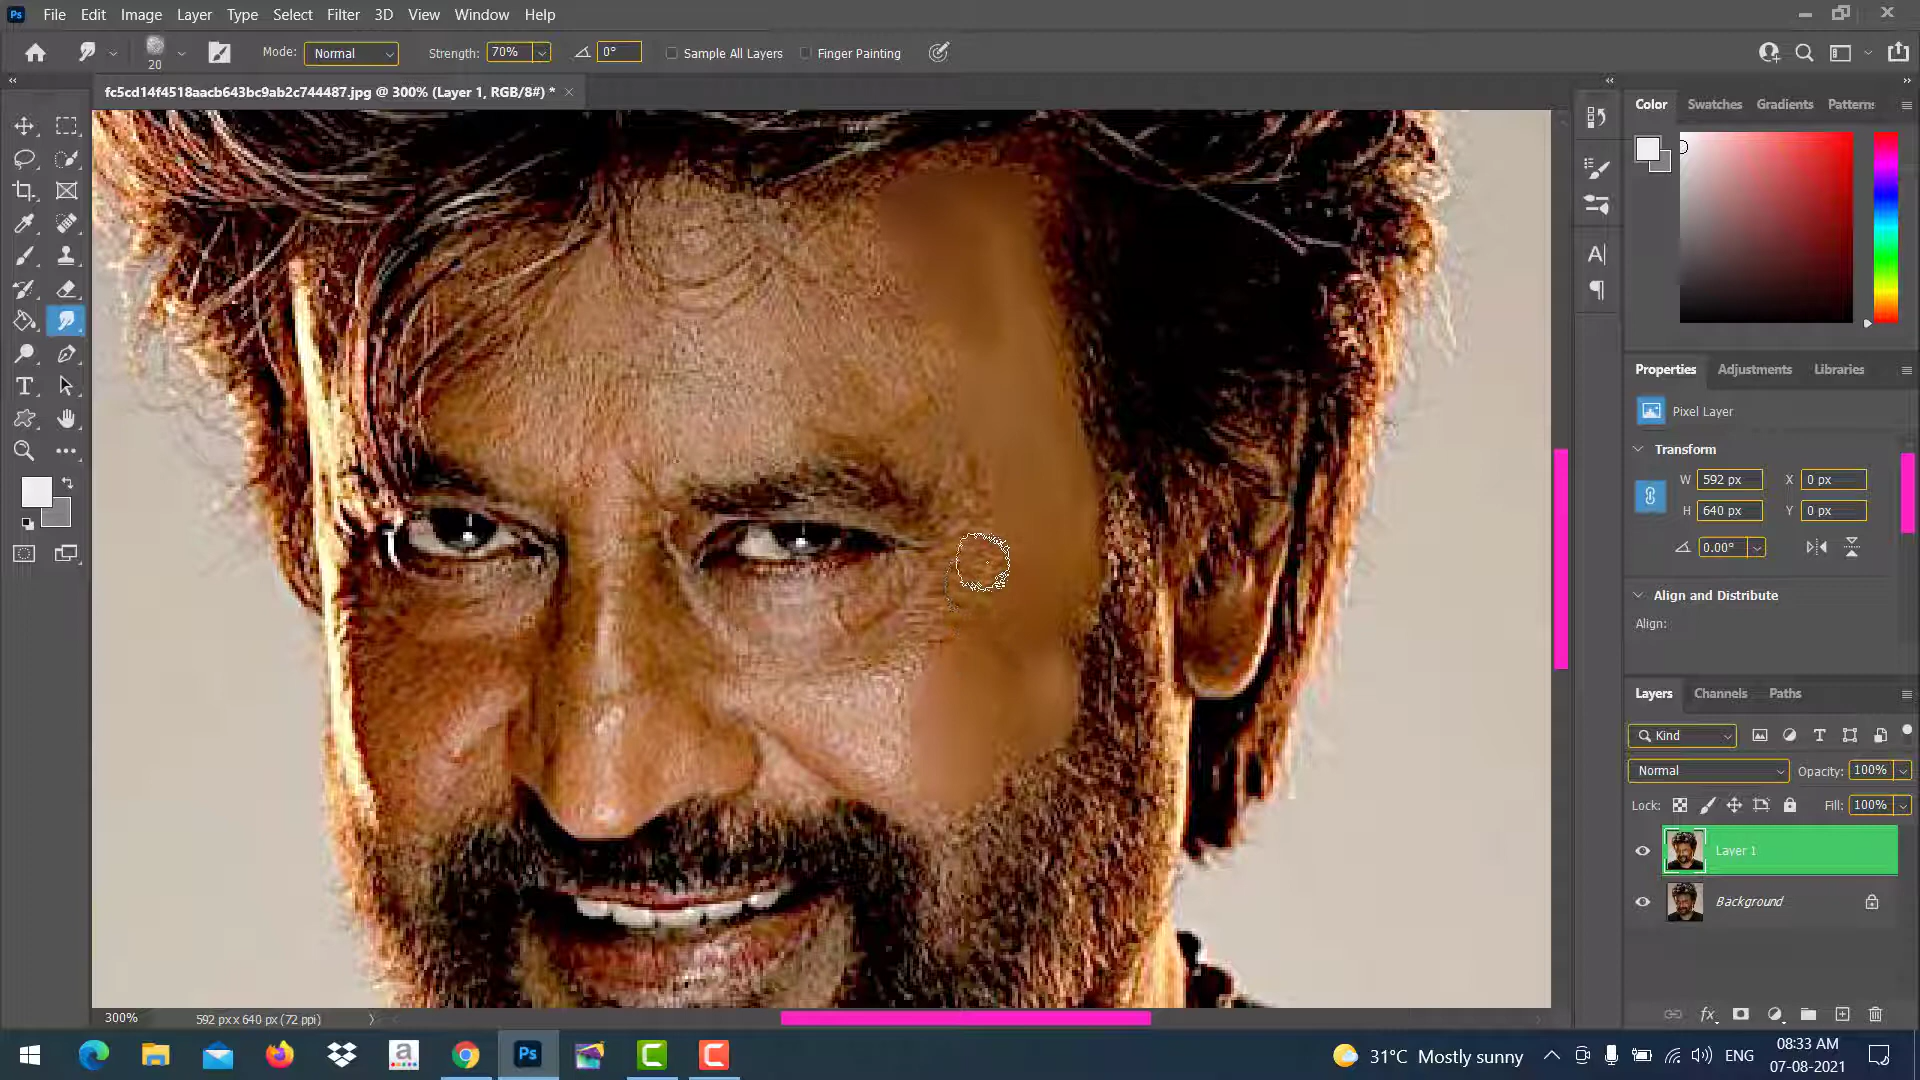 Ps File Edit Image Layer Type Select Filter 3D View Window Help
20 Mode: Normal Strength: 70% 0° Sample All Layers Finger Painting
fc5cd14f4518aacb643bc9ab2c744487.jpg @ 300% (Layer 1, RGB/8#) *
Color Swatches Gradients Patterns
Properties Adjustments Libraries
Pixel Layer
Transform
W 592 px X 0 px
H 640 px Y 0 px
0.00°
Align and Distribute
Align:
Layers Channels Paths
Kind
Normal Opacity: 100%
Lock: Fill: 100%
Layer 1
Background
fx
300% 592 px x 640 px (72 ppi)
a Ps C C 31°C Mostly sunny ENG 08:33 AM
07-08-2021